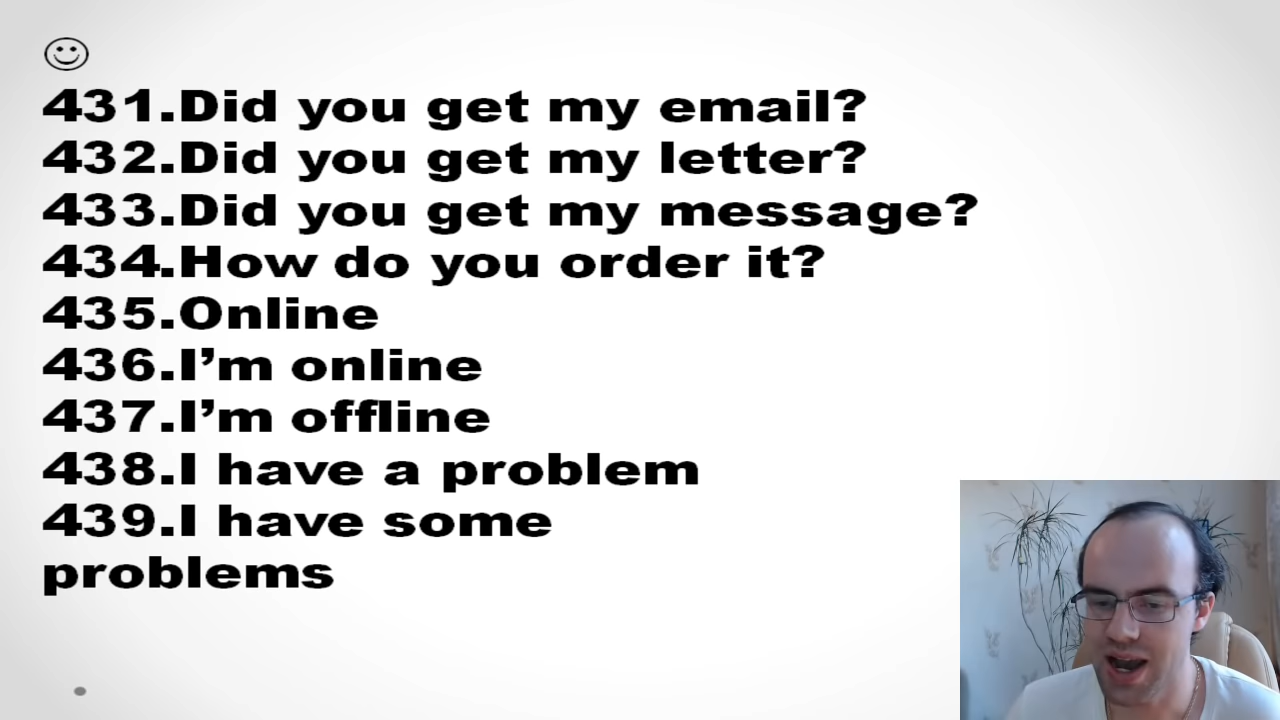 431.Did you get my email?
432.Did you get my letter?
433.Did you get my message?
434.How do you order it?
435.Online
436.I’m online
437.I’m offline
438.I have a problem
439.I have some
problems